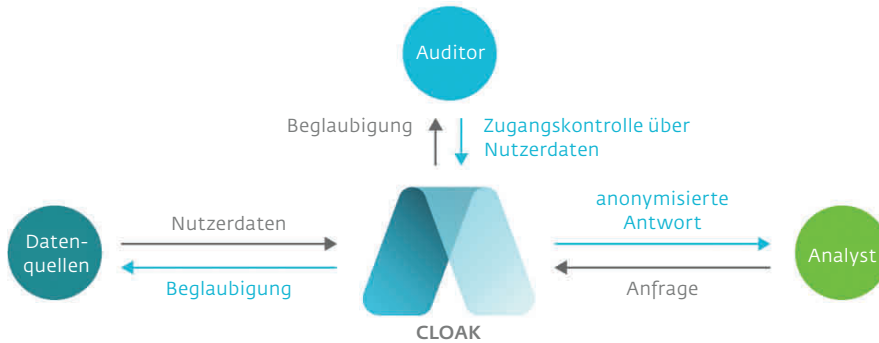 Auditor
Beglaubigung
Zugangskontrolle über
Nutzerdaten
Daten-
quellen
Nutzerdaten
Beglaubigung
anonymisierte
Antwort
Anfrage
Analyst
CLOAK